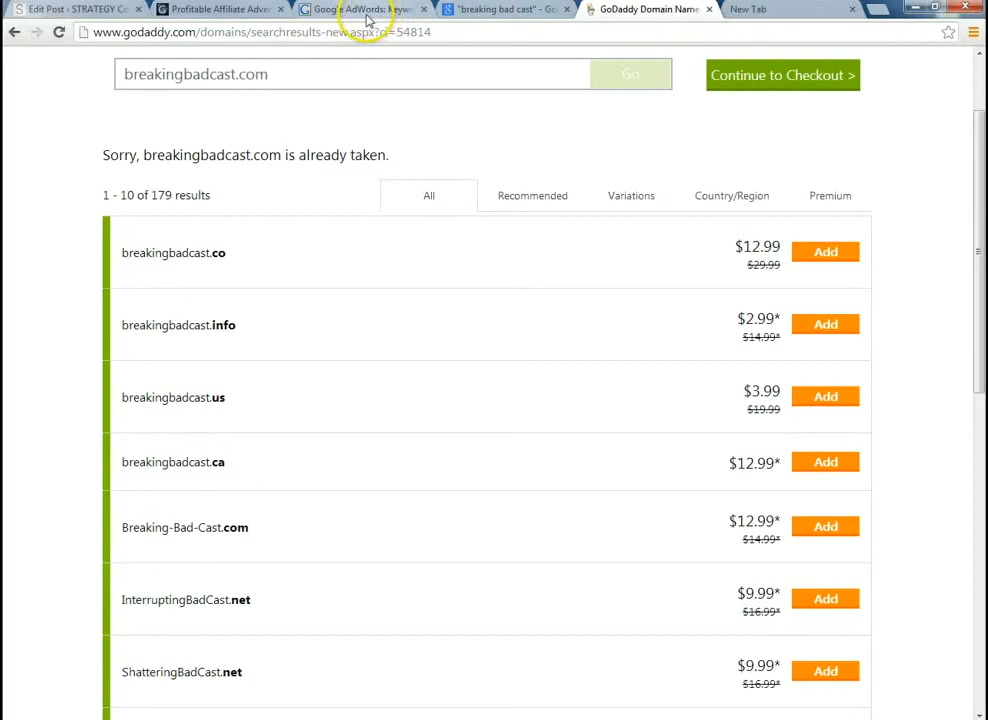 Edit Post ‹ STRATEGY Co
Profitable Affiliate Adver
Google AdWords: Keywo
"breaking bad cast" - Go
GoDaddy Domain Name
New Tab
www.godaddy.com/domains/searchresults-new.aspx?ci=54814
breakingbadcast.com
Go
Continue to Checkout >
Sorry, breakingbadcast.com is already taken.
1 - 10 of 179 results
All
Recommended
Variations
Country/Region
Premium
breakingbadcast.co
$12.99
$29.99
Add
breakingbadcast.info
$2.99*
$14.99*
Add
breakingbadcast.us
$3.99
$19.99
Add
breakingbadcast.ca
$12.99*
Add
Breaking-Bad-Cast.com
$12.99*
$14.99*
Add
InterruptingBadCast.net
$9.99*
$16.99*
Add
ShatteringBadCast.net
$9.99*
$16.99*
Add